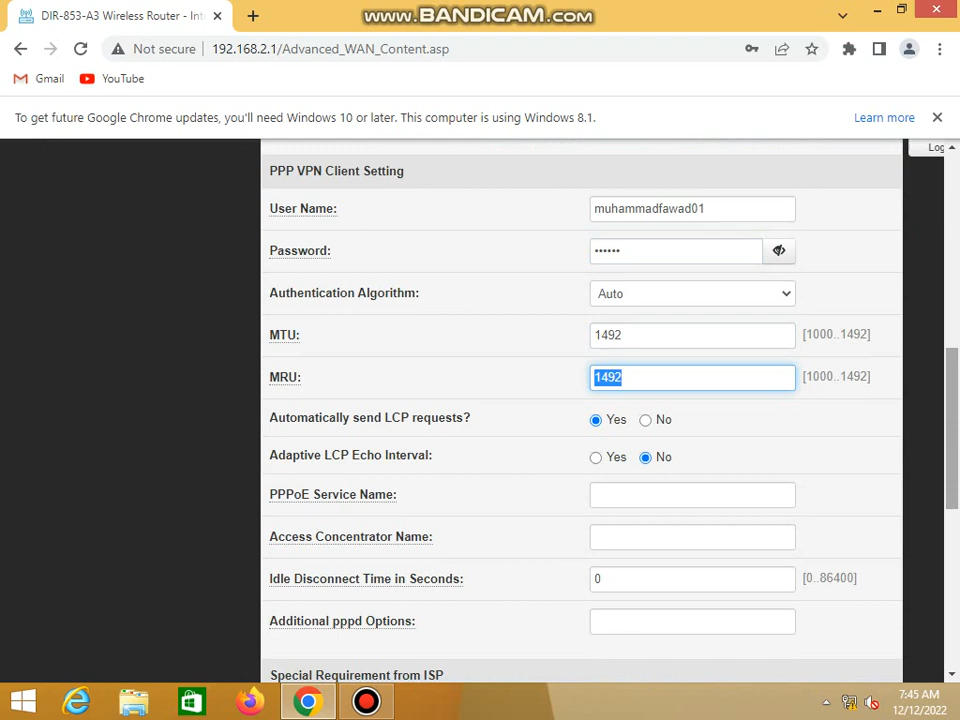 DIR-853-A3 Wireless Router - Int
www.BANDICAM.com
Not secure
192.168.2.1/Advanced_WAN_Content.asp
Gmail
YouTube
To get future Google Chrome updates, you'll need Windows 10 or later. This computer is using Windows 8.1.
Learn more
Log
PPP VPN Client Setting
User Name:
muhammadfawad01
Password:
••••••
Authentication Algorithm:
Auto
MTU:
1492
[1000..1492]
MRU:
1492
[1000..1492]
Automatically send LCP requests?
Yes
No
Adaptive LCP Echo Interval:
Yes
No
PPPoE Service Name:
Access Concentrator Name:
Idle Disconnect Time in Seconds:
0
[0..86400]
Additional pppd Options:
Special Requirement from ISP
7:45 AM
12/12/2022